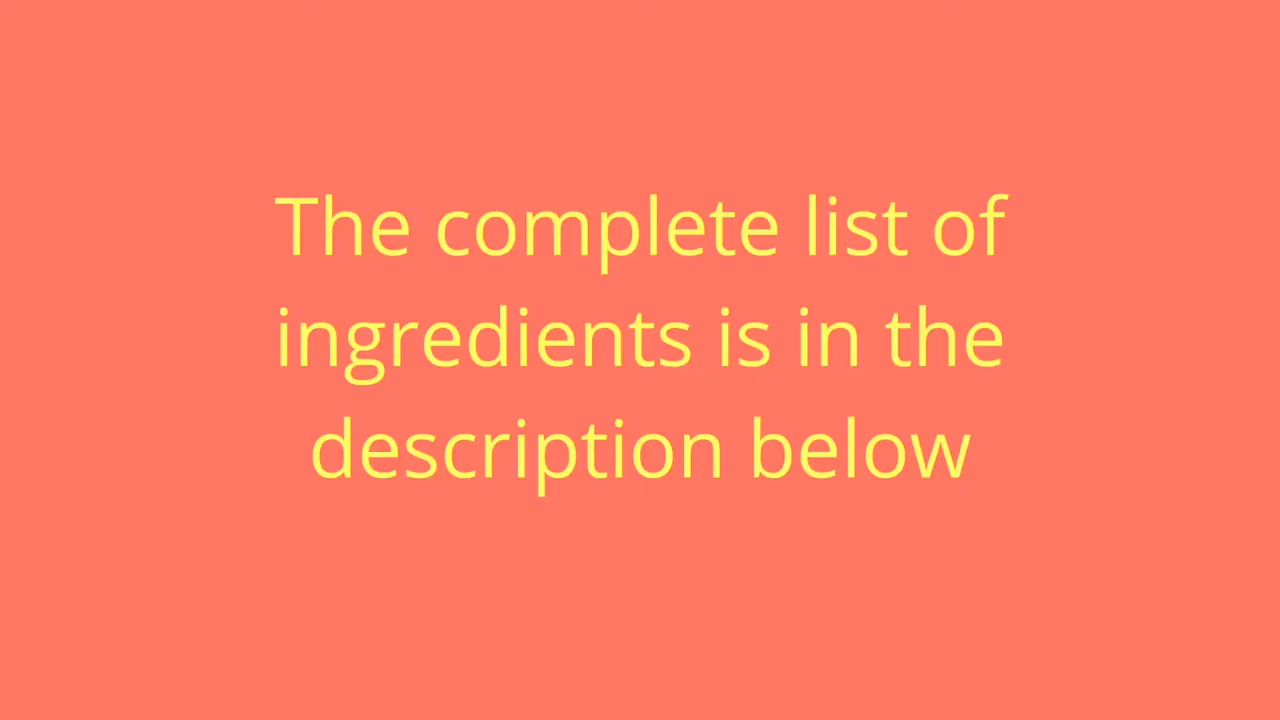 The complete list of
ingredients is in the
description below